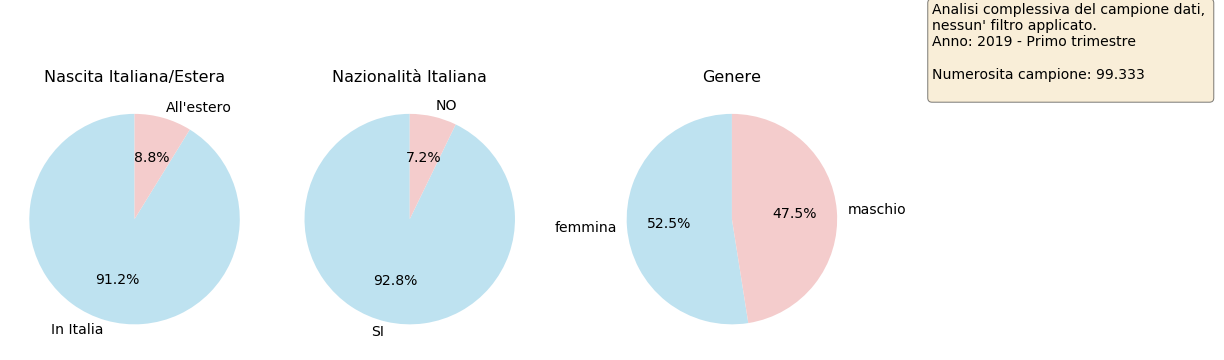 Analisi complessiva del campione dati,
nessun' filtro applicato.
Anno: 2019 - Primo trimestre
Numerosita campione: 99.333
Nascita Italiana/Estera
All'estero
8.8%
91.2%
In Italia
Nazionalità Italiana
NO
7.2%
92.8%
SI
Genere
maschio
47.5%
52.5%
femmina